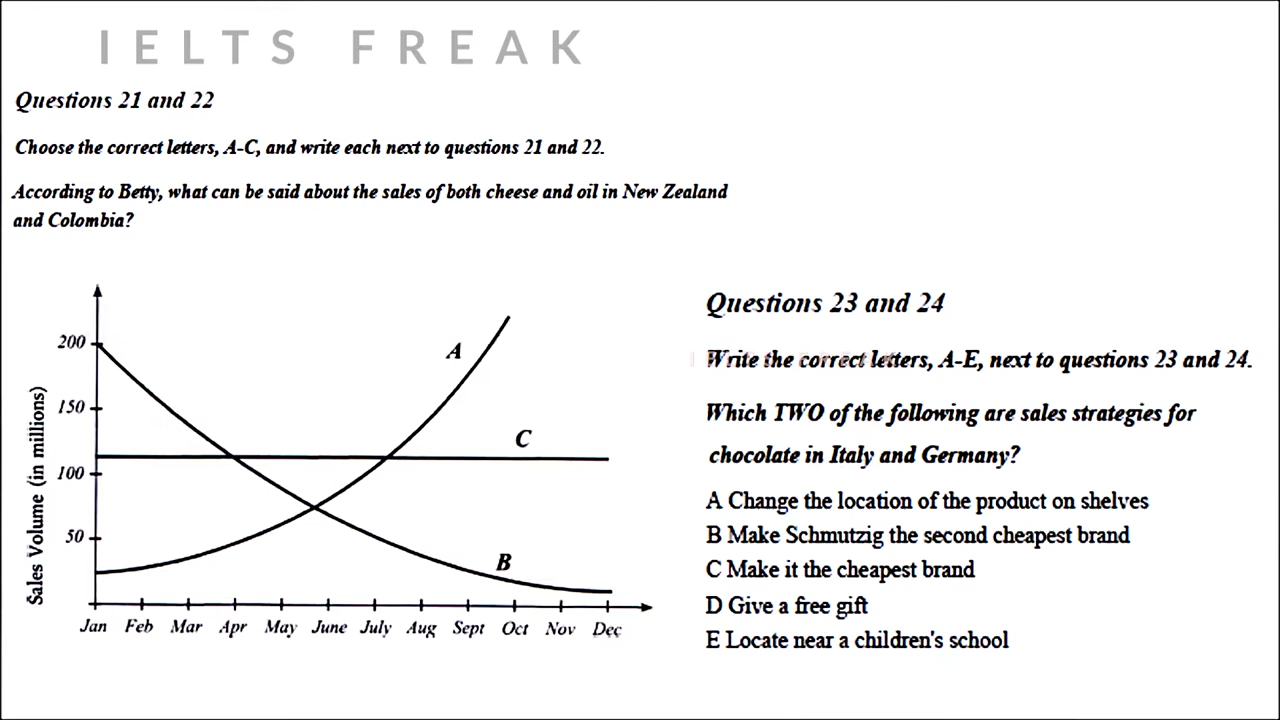 IELTS FREAK
Questions 21 and 22
Choose the correct letters, A-C, and write each next to questions 21 and 22.
According to Betty, what can be said about the sales of both cheese and oil in New Zealand
and Colombia?
Sales Volume (in millions)
200
150
100
50
A
C
B
Jan Feb Mar Apr May June July Aug Sept Oct Nov Dec
Questions 23 and 24
Write the correct letters, A-E, next to questions 23 and 24.
Which TWO of the following are sales strategies for
chocolate in Italy and Germany?
A Change the location of the product on shelves
B Make Schmutzig the second cheapest brand
C Make it the cheapest brand
D Give a free gift
E Locate near a children's school